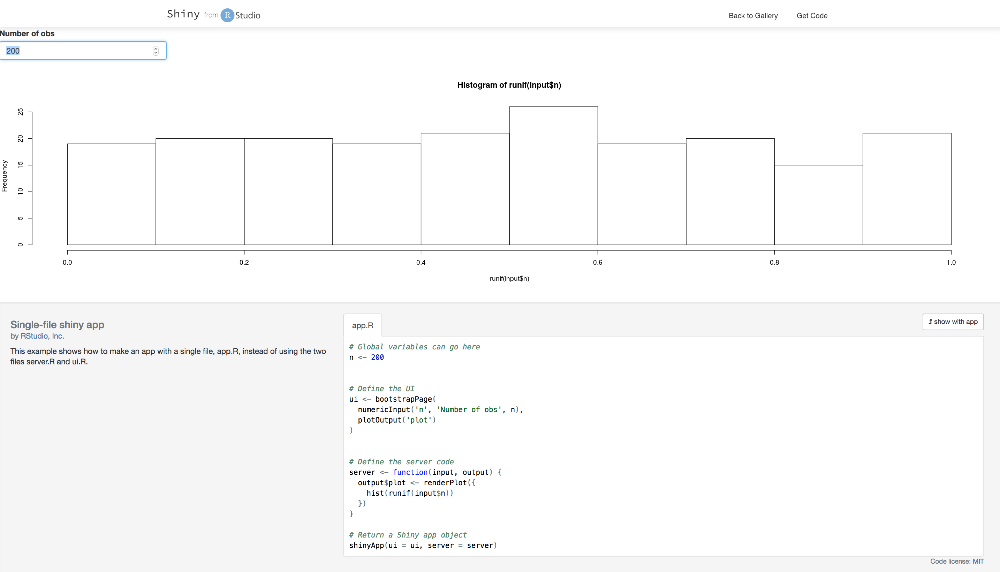 Shiny from R Studio
Back to Gallery Get Code
Number of obs
200
Histogram of runif(input$n)
25
20
15
10
5
0
Frequency
0.0 0.2 0.4 0.6 0.8 1.0
runif(input$n)
Single-file shiny app
by RStudio, Inc.
This example shows how to make an app with a single file, app.R, instead of using the two
files server.R and ui.R.
app.R
show with app
# Global variables can go here
n <- 200
# Define the UI
ui <- bootstrapPage(
  numericInput('n', 'Number of obs', n),
  plotOutput('plot')
)
# Define the server code
server <- function(input, output) {
  output$plot <- renderPlot({
    hist(runif(input$n))
  })
}
# Return a Shiny app object
shinyApp(ui = ui, server = server)
Code license: MIT